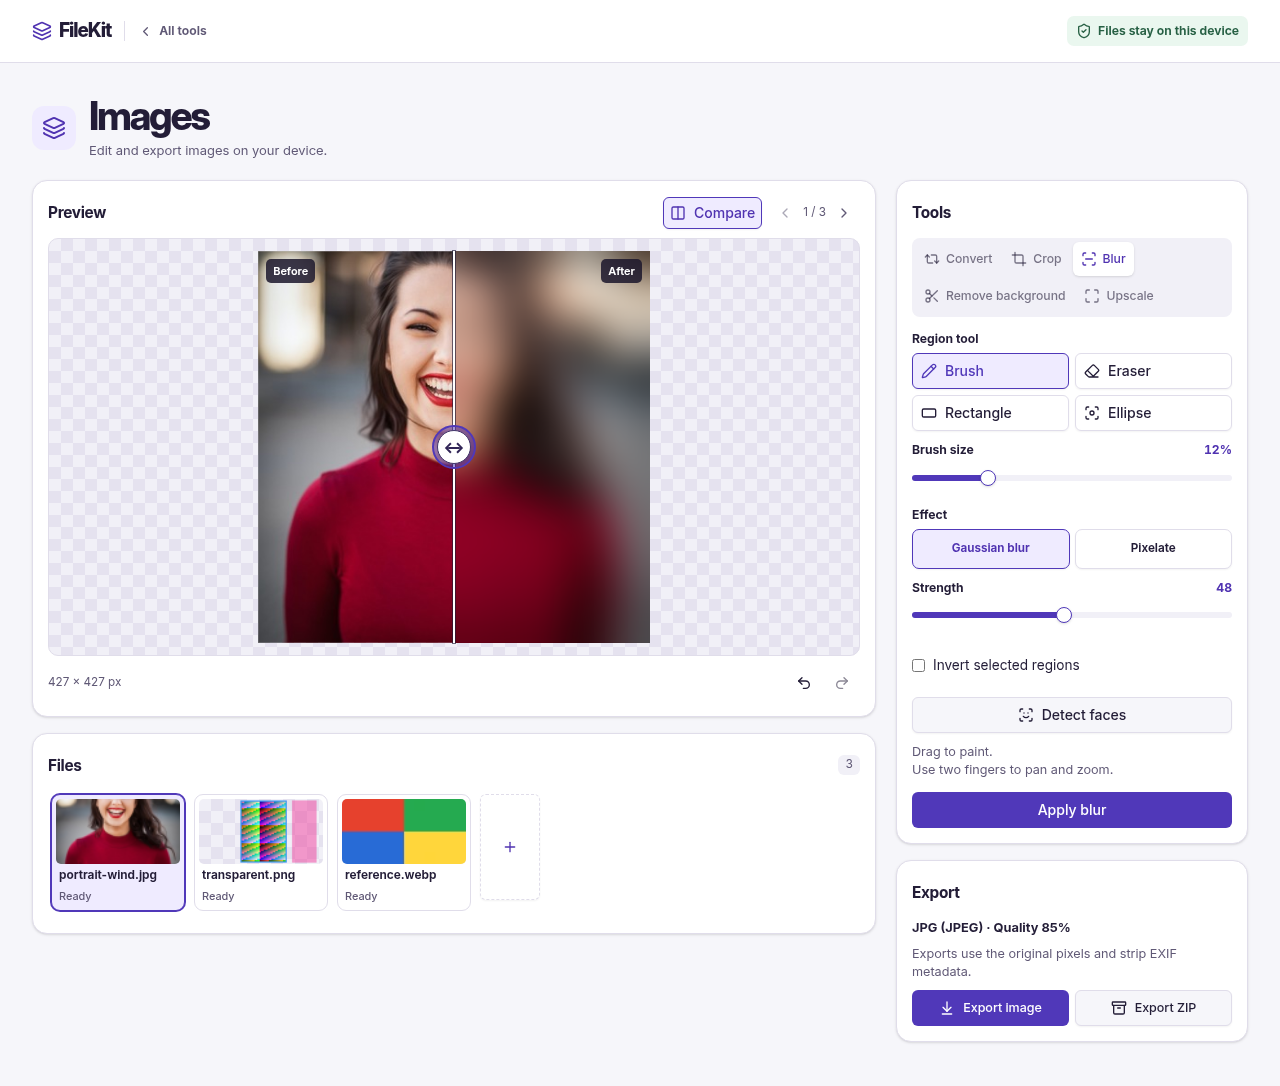 FileKit
All tools
Files stay on this device
Images
Edit and export images on your device.
Preview
Compare
1 / 3
Before
After
427 × 427 px
Files
3
portrait-wind.jpg
Ready
transparent.png
Ready
reference.webp
Ready
+
Tools
Convert
Crop
Blur
Remove background
Upscale
Region tool
Brush
Eraser
Rectangle
Ellipse
Brush size
12%
Effect
Gaussian blur
Pixelate
Strength
48
Invert selected regions
Detect faces
Drag to paint.
Use two fingers to pan and zoom.
Apply blur
Export
JPG (JPEG) · Quality 85%
Exports use the original pixels and strip EXIF
metadata.
Export image
Export ZIP